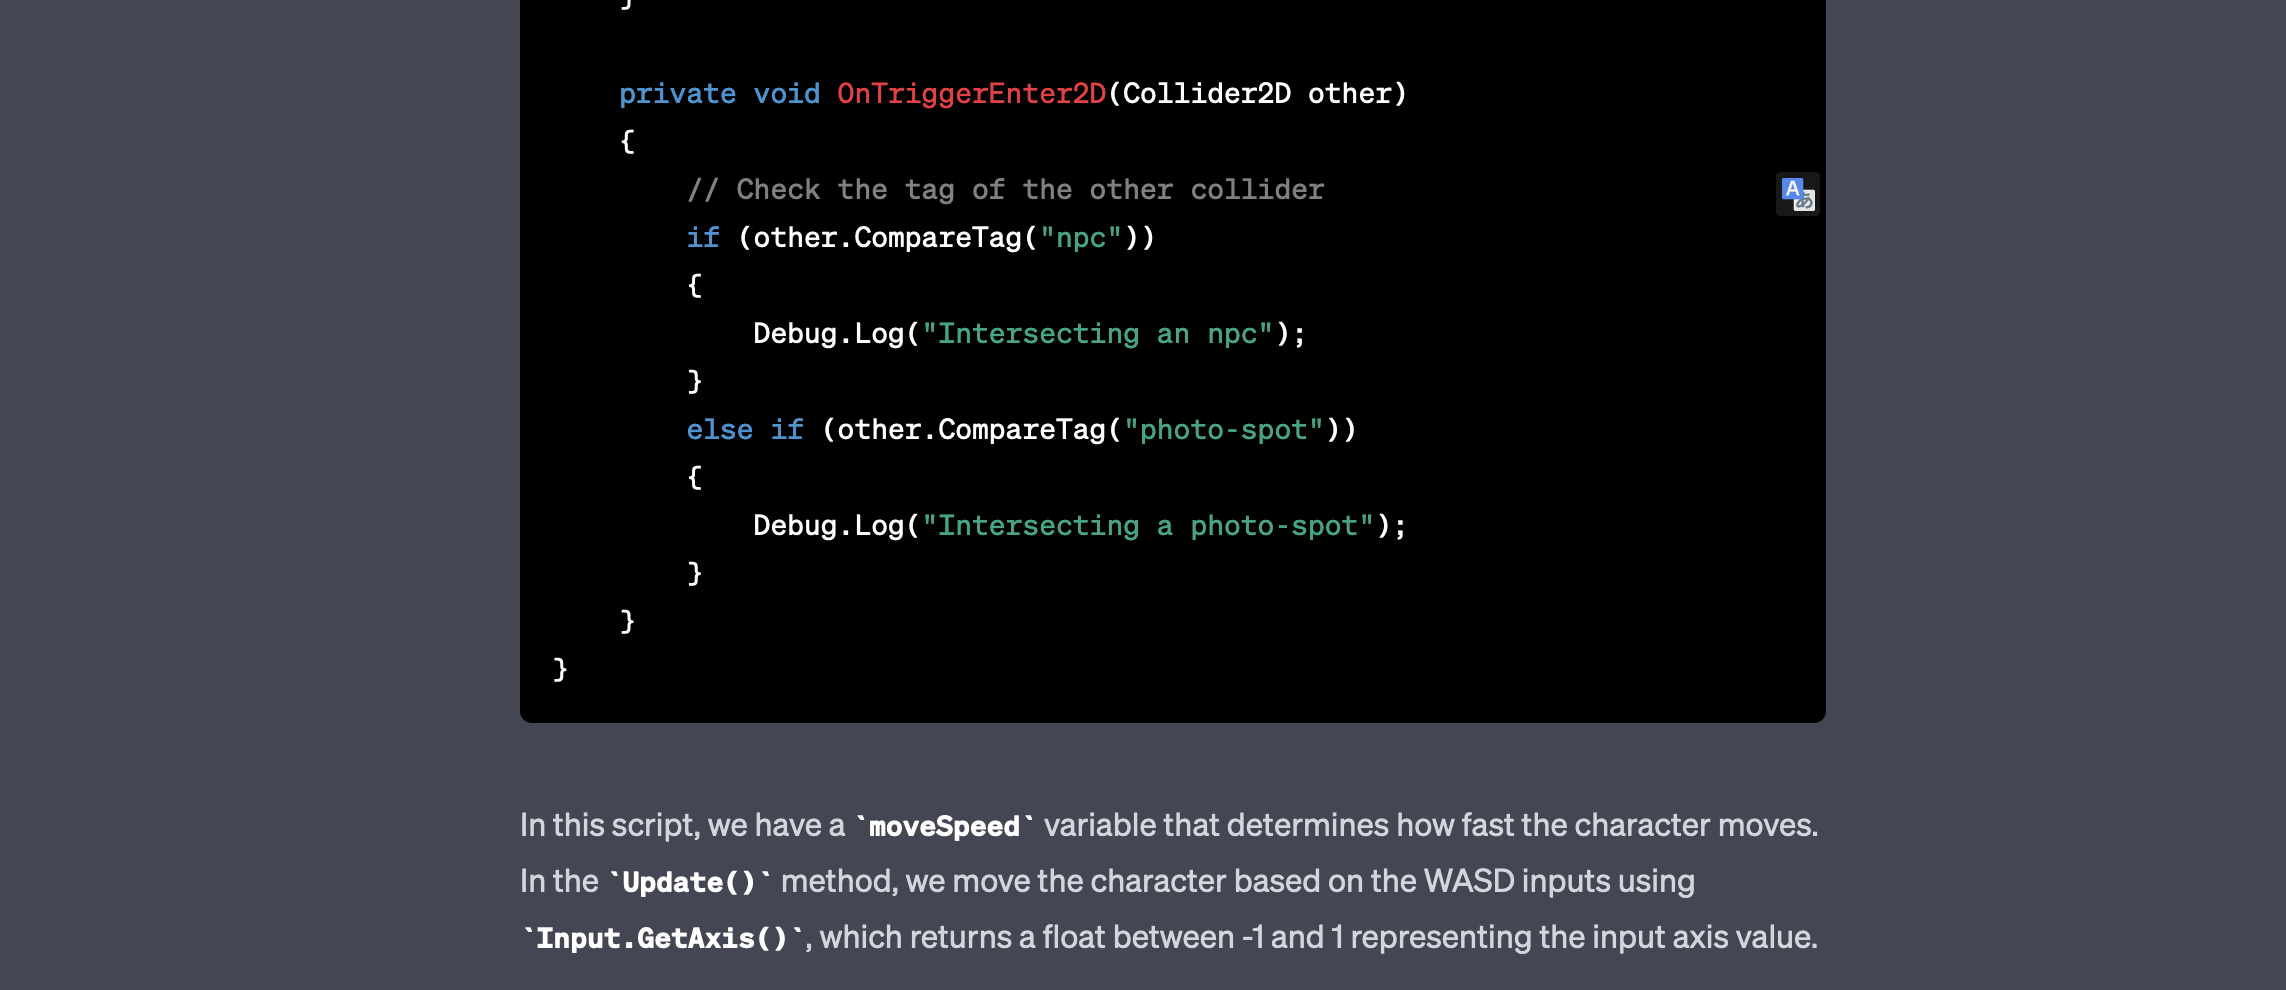 }
private void OnTriggerEnter2D(Collider2D other)
{
// Check the tag of the other collider
if (other.CompareTag("npc"))
{
Debug.Log("Intersecting an npc");
}
else if (other.CompareTag("photo-spot"))
{
Debug.Log("Intersecting a photo-spot");
}
}
}
A あ
In this script, we have a `moveSpeed` variable that determines how fast the character moves.
In the `Update()` method, we move the character based on the WASD inputs using
`Input.GetAxis()`, which returns a float between -1 and 1 representing the input axis value.